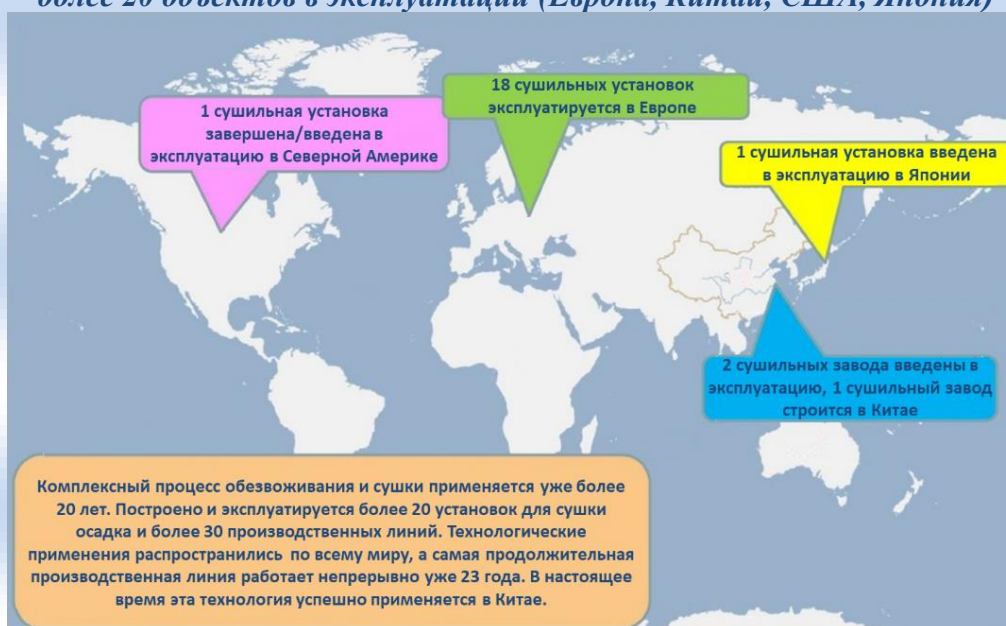 более 20 объектов в эксплуатации (Европа, Китай, США, Япония)
18 сушильных установок
эксплуатируется в Европе
1 сушильная установка
завершена/введена в
эксплуатацию в Северной Америке
1 сушильная установка введена
в эксплуатацию в Японии
2 сушильных завода введены в
эксплуатацию, 1 сушильный завод
строится в Китае
Комплексный процесс обезвоживания и сушки применяется уже более
20 лет. Построено и эксплуатируется более 20 установок для сушки
осадка и более 30 производственных линий. Технологические
применения распространились по всему миру, а самая продолжительная
производственная линия работает непрерывно уже 23 года. В настоящее
время эта технология успешно применяется в Китае.